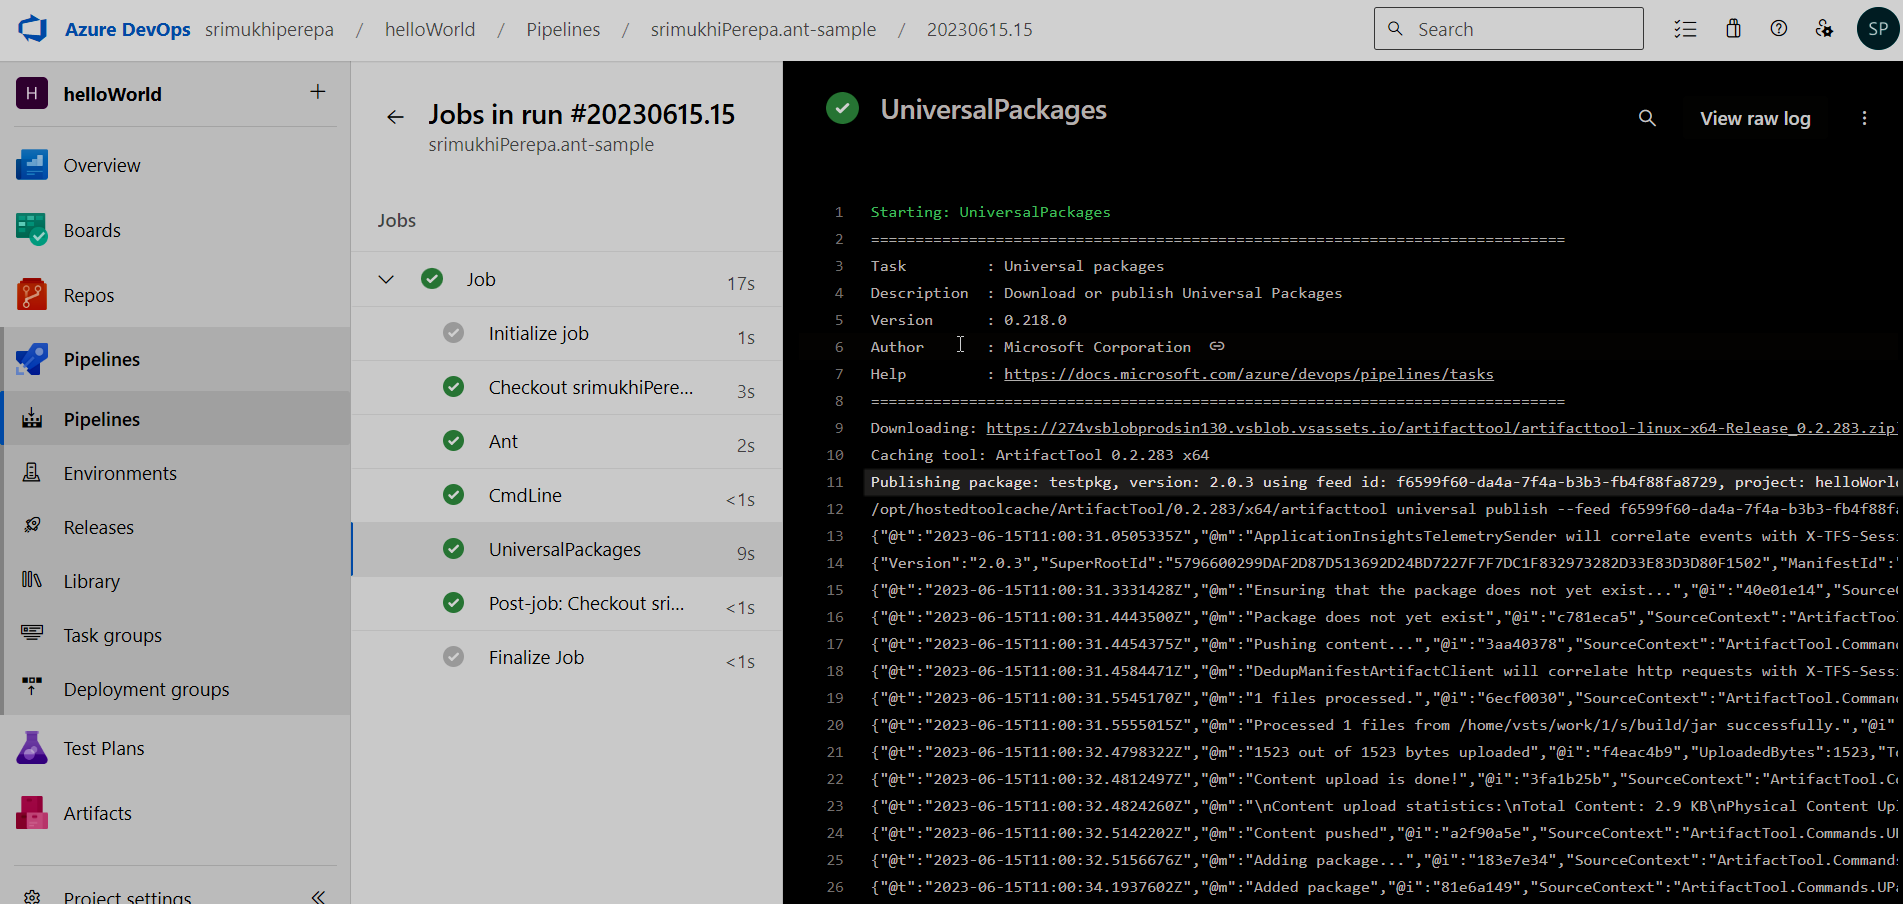 Azure DevOps srimukhiperepa / helloWorld / Pipelines / srimukhiPerepa.ant-sample / 20230615.15
Search
SP
H helloWorld +
Overview
Boards
Repos
Pipelines
Pipelines
Environments
Releases
Library
Task groups
Deployment groups
Test Plans
Artifacts
Project settings
Jobs in run #20230615.15
srimukhiPerepa.ant-sample
Jobs
Job 17s
Initialize job 1s
Checkout srimukhiPere... 3s
Ant 2s
CmdLine <1s
UniversalPackages 9s
Post-job: Checkout sri... <1s
Finalize Job <1s
UniversalPackages
View raw log
1 Starting: UniversalPackages
2 ==============================================================================
3 Task : Universal packages
4 Description : Download or publish Universal Packages
5 Version : 0.218.0
6 Author : Microsoft Corporation
7 Help : https://docs.microsoft.com/azure/devops/pipelines/tasks
8 ==============================================================================
9 Downloading: https://274vsblobprodsin130.vsblob.vsassets.io/artifacttool/artifacttool-linux-x64-Release_0.2.283.zip
10 Caching tool: ArtifactTool 0.2.283 x64
11 Publishing package: testpkg, version: 2.0.3 using feed id: f6599f60-da4a-7f4a-b3b3-fb4f88fa8729, project: helloWorl
12 /opt/hostedtoolcache/ArtifactTool/0.2.283/x64/artifacttool universal publish --feed f6599f60-da4a-7f4a-b3b3-fb4f88f
13 {"@t":"2023-06-15T11:00:31.0505335Z","@m":"ApplicationInsightsTelemetrySender will correlate events with X-TFS-Sess
14 {"Version":"2.0.3","SuperRootId":"5796600299DAF2D87D513692D24BD7227F7F7DC1F832973282D33E83D3D80F1502","ManifestId":
15 {"@t":"2023-06-15T11:00:31.3331428Z","@m":"Ensuring that the package does not yet exist...","@i":"40e01e14","Source
16 {"@t":"2023-06-15T11:00:31.4443500Z","@m":"Package does not yet exist","@i":"c781eca5","SourceContext":"ArtifactToo
17 {"@t":"2023-06-15T11:00:31.4454375Z","@m":"Pushing content...","@i":"3aa40378","SourceContext":"ArtifactTool.Comman
18 {"@t":"2023-06-15T11:00:31.4584471Z","@m":"DedupManifestArtifactClient will correlate http requests with X-TFS-Sess
19 {"@t":"2023-06-15T11:00:31.5545170Z","@m":"1 files processed.","@i":"6ecf0030","SourceContext":"ArtifactTool.Comman
20 {"@t":"2023-06-15T11:00:31.5555015Z","@m":"Processed 1 files from /home/vsts/work/1/s/build/jar successfully.","@i"
21 {"@t":"2023-06-15T11:00:32.4798322Z","@m":"1523 out of 1523 bytes uploaded","@i":"f4eac4b9","UploadedBytes":1523,"T
22 {"@t":"2023-06-15T11:00:32.4812497Z","@m":"Content upload is done!","@i":"3fa1b25b","SourceContext":"ArtifactTool.C
23 {"@t":"2023-06-15T11:00:32.4824260Z","@m":"\nContent upload statistics:\nTotal Content: 2.9 KB\nPhysical Content Up
24 {"@t":"2023-06-15T11:00:32.5142202Z","@m":"Content pushed","@i":"a2f90a5e","SourceContext":"ArtifactTool.Commands.U
25 {"@t":"2023-06-15T11:00:32.5156676Z","@m":"Adding package...","@i":"183e7e34","SourceContext":"ArtifactTool.Command
26 {"@t":"2023-06-15T11:00:34.1937602Z","@m":"Added package","@i":"81e6a149","SourceContext":"ArtifactTool.Commands.UP